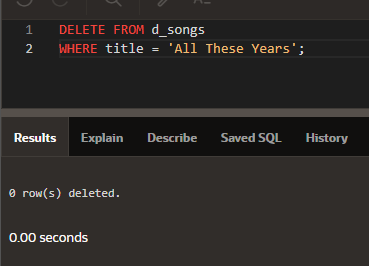 1 DELETE FROM d_songs
2 WHERE title = 'All These Years';
Results Explain Describe Saved SQL History
0 row(s) deleted.
0.00 seconds